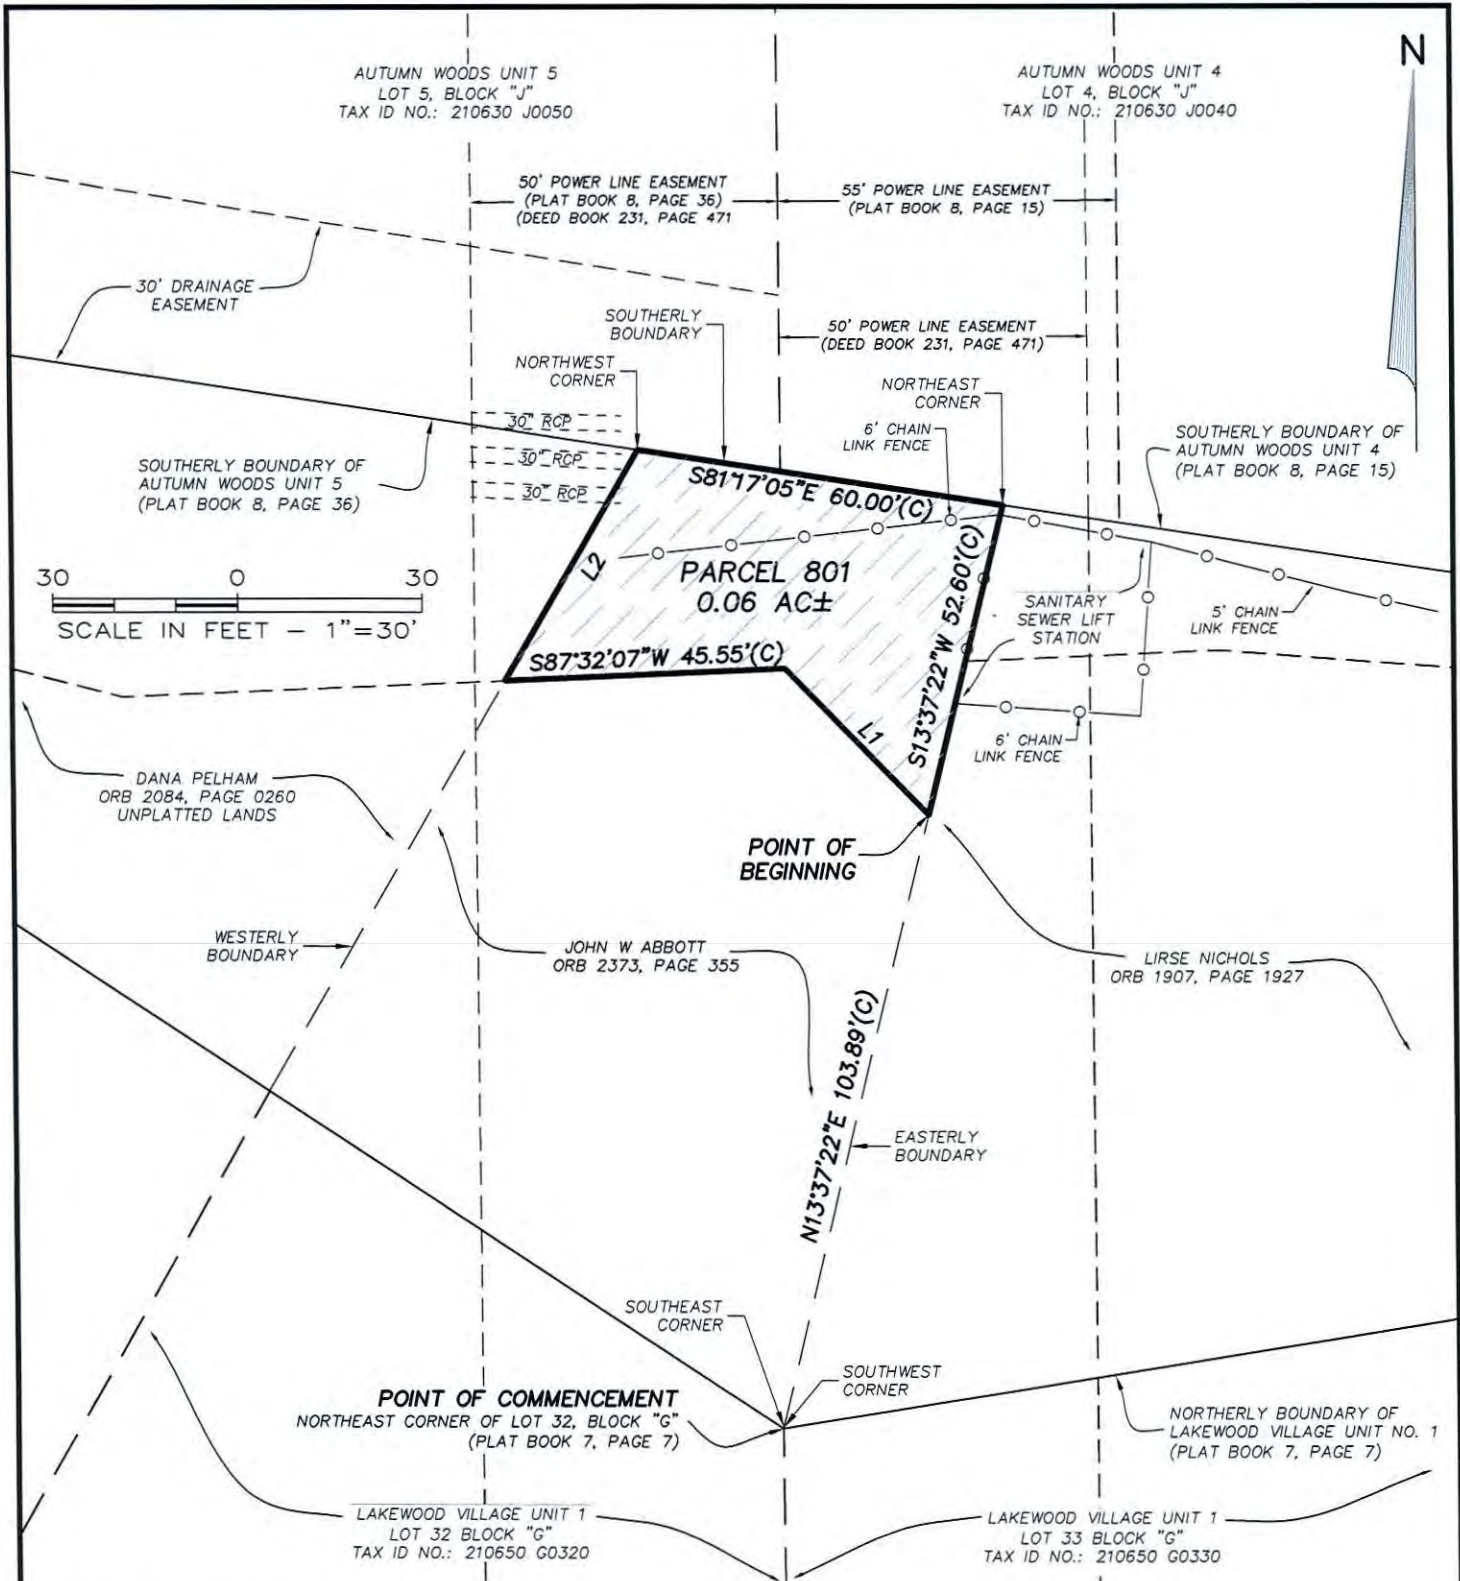 N
AUTUMN WOODS UNIT 5
LOT 5, BLOCK "J"
TAX ID NO.: 210630 J0050
AUTUMN WOODS UNIT 4
LOT 4, BLOCK "J"
TAX ID NO.: 210630 J0040
50' POWER LINE EASEMENT
(PLAT BOOK 8, PAGE 36)
(DEED BOOK 231, PAGE 471
55' POWER LINE EASEMENT
(PLAT BOOK 8, PAGE 15)
30' DRAINAGE
EASEMENT
SOUTHERLY
BOUNDARY
50' POWER LINE EASEMENT
(DEED BOOK 231, PAGE 471)
NORTHWEST
CORNER
NORTHEAST
CORNER
30" RCP
30" RCP
30" RCP
6' CHAIN
LINK FENCE
SOUTHERLY BOUNDARY OF
AUTUMN WOODS UNIT 4
(PLAT BOOK 8, PAGE 15)
SOUTHERLY BOUNDARY OF
AUTUMN WOODS UNIT 5
(PLAT BOOK 8, PAGE 36)
S81°17'05"E 60.00'(C)
L2
PARCEL 801
0.06 AC±
S13°37'22"W 52.60'(C)
30 0 30
SCALE IN FEET - 1"=30'
SANITARY
SEWER LIFT
STATION
5' CHAIN
LINK FENCE
S87°32'07"W 45.55'(C)
L1
6' CHAIN
LINK FENCE
DANA PELHAM
ORB 2084, PAGE 0260
UNPLATTED LANDS
POINT OF
BEGINNING
WESTERLY
BOUNDARY
JOHN W ABBOTT
ORB 2373, PAGE 355
LIRSE NICHOLS
ORB 1907, PAGE 1927
N13°37'22"E 103.89'(C)
EASTERLY
BOUNDARY
SOUTHEAST
CORNER
SOUTHWEST
CORNER
POINT OF COMMENCEMENT
NORTHEAST CORNER OF LOT 32, BLOCK "G"
(PLAT BOOK 7, PAGE 7)
NORTHERLY BOUNDARY OF
LAKEWOOD VILLAGE UNIT NO. 1
(PLAT BOOK 7, PAGE 7)
LAKEWOOD VILLAGE UNIT 1
LOT 32 BLOCK "G"
TAX ID NO.: 210650 G0320
LAKEWOOD VILLAGE UNIT 1
LOT 33 BLOCK "G"
TAX ID NO.: 210650 G0330